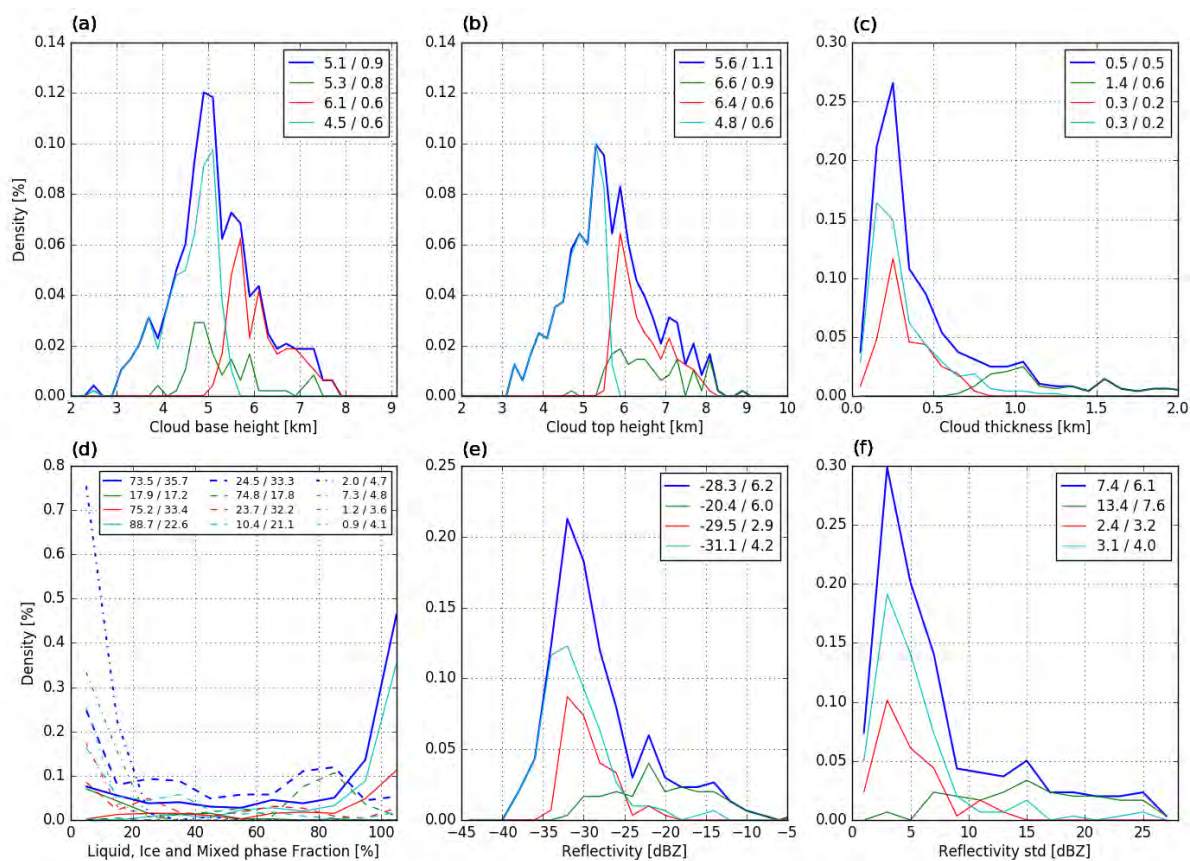 (a)
0.14
0.12
0.10
0.08
0.06
0.04
0.02
0.00
Density [%]
5.1 / 0.9
5.3 / 0.8
6.1 / 0.6
4.5 / 0.6
2 3 4 5 6 7 8 9
Cloud base height [km]
(b)
0.14
0.12
0.10
0.08
0.06
0.04
0.02
0.00
5.6 / 1.1
6.6 / 0.9
6.4 / 0.6
4.8 / 0.6
2 3 4 5 6 7 8 9 10
Cloud top height [km]
(c)
0.30
0.25
0.20
0.15
0.10
0.05
0.00
0.5 / 0.5
1.4 / 0.6
0.3 / 0.2
0.3 / 0.2
0.0 0.5 1.0 1.5 2.0
Cloud thickness [km]
(d)
0.8
0.7
0.6
0.5
0.4
0.3
0.2
0.1
0.0
Density [%]
73.5 / 35.7 24.5 / 33.3 2.0 / 4.7
17.9 / 17.2 74.8 / 17.8 7.3 / 4.8
75.2 / 33.4 23.7 / 32.2 1.2 / 3.6
88.7 / 22.6 10.4 / 21.1 0.9 / 4.1
0 20 40 60 80 100
Liquid, Ice and Mixed phase Fraction [%]
(e)
0.25
0.20
0.15
0.10
0.05
0.00
-28.3 / 6.2
-20.4 / 6.0
-29.5 / 2.9
-31.1 / 4.2
−45 −40 −35 −30 −25 −20 −15 −10 −5
Reflectivity [dBZ]
(f)
0.30
0.25
0.20
0.15
0.10
0.05
0.00
7.4 / 6.1
13.4 / 7.6
2.4 / 3.2
3.1 / 4.0
0 5 10 15 20 25
Reflectivity std [dBZ]